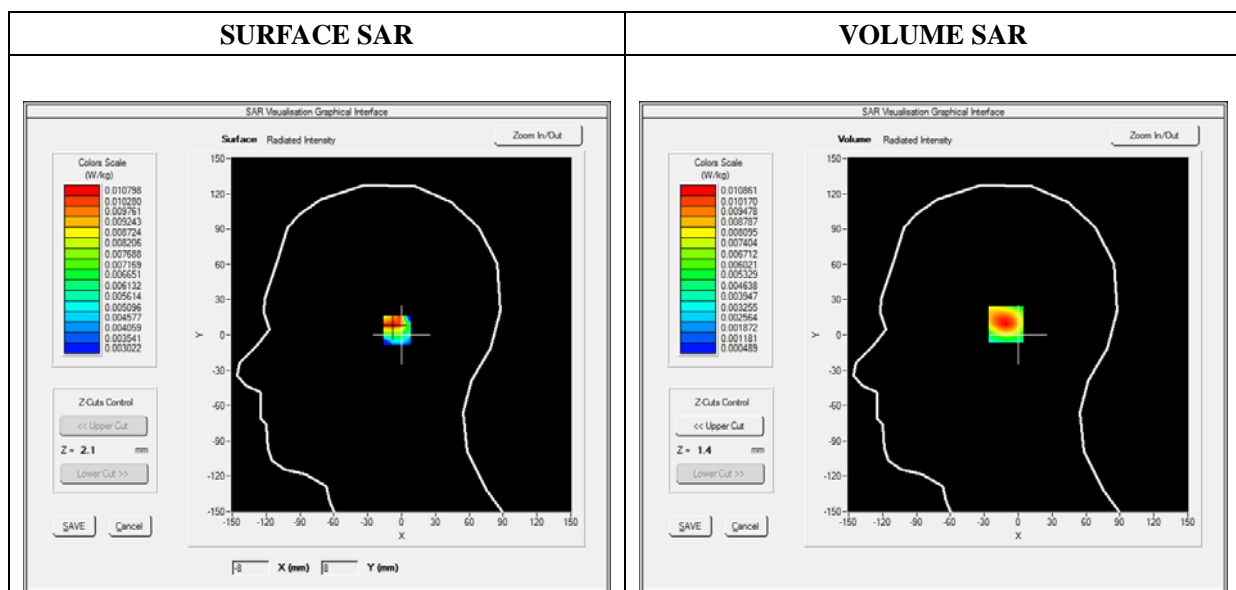 SURFACE SAR
VOLUME SAR
SAR Visualisation Graphical Interface
Surface Radiated Intensity
Zoom In/Out
Colors Scale
(W/kg)
0.010798
0.010280
0.009761
0.009243
0.008724
0.008206
0.007688
0.007169
0.006651
0.006132
0.005614
0.005096
0.004577
0.004059
0.003541
0.003022
Z-Cuts Control
<< Upper Cut
Z = 2.1 mm
Lower Cut >>
SAVE Cancel
150
120
90
60
30
0
-30
-60
-90
-120
-150
Y
-150 -120 -90 -60 -30 0 30 60 90 120 150
X
-8 X (mm) 8 Y (mm)
SAR Visualisation Graphical Interface
Volume Radiated Intensity
Zoom In/Out
Colors Scale
(W/kg)
0.010861
0.010170
0.009478
0.008787
0.008095
0.007404
0.006712
0.006021
0.005329
0.004638
0.003947
0.003255
0.002564
0.001872
0.001181
0.000489
Z-Cuts Control
<< Upper Cut
Z = 1.4 mm
Lower Cut >>
SAVE Cancel
150
120
90
60
30
0
-30
-60
-90
-120
-150
Y
-150 -120 -90 -60 -30 0 30 60 90 120 150
X